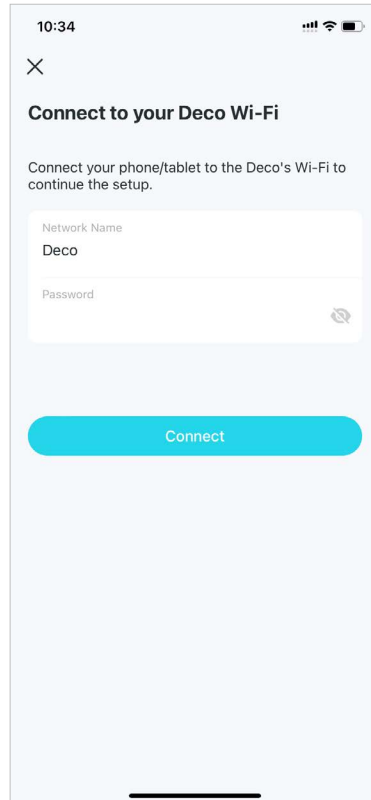 10:34
Connect to your Deco Wi-Fi
Connect your phone/tablet to the Deco's Wi-Fi to
continue the setup.
Network Name
Deco
Password
Connect